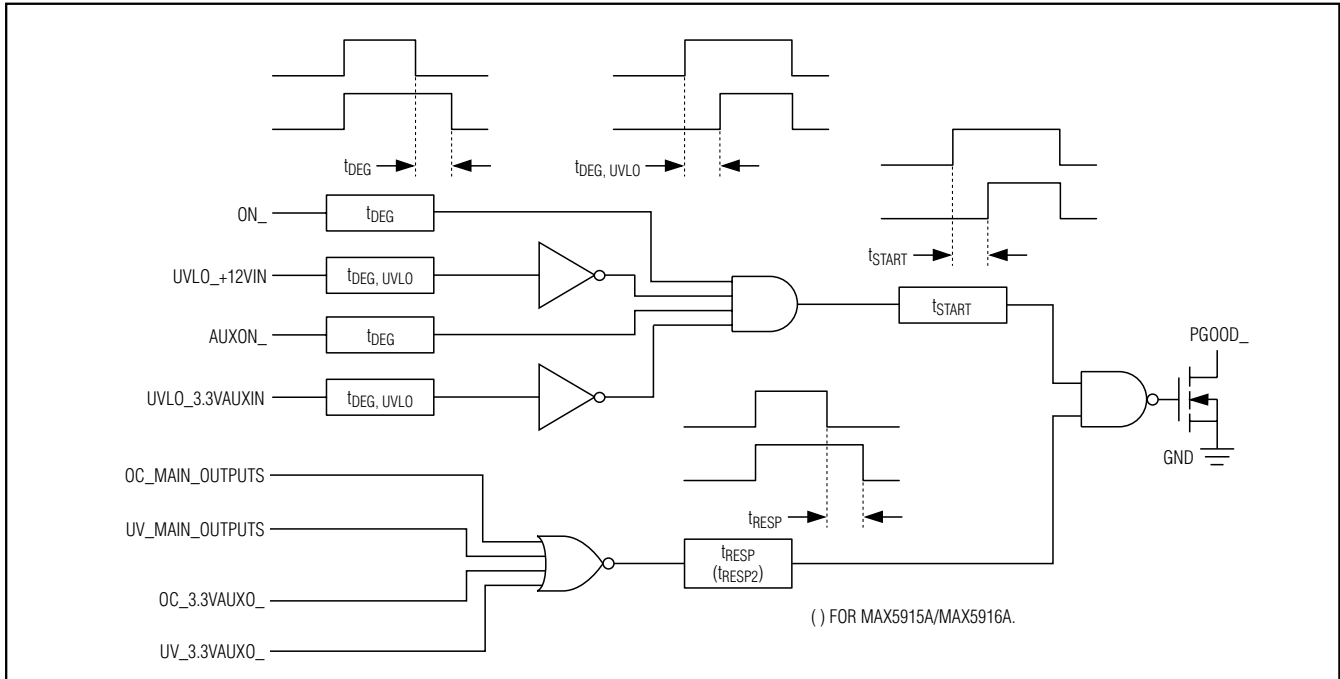 tDEG
tDEG, UVLO
ON_
tDEG
UVLO_+12VIN
tDEG, UVLO
AUXON_
tDEG
UVLO_3.3VAUXIN
tDEG, UVLO
tSTART
tSTART
PGOOD_
GND
OC_MAIN_OUTPUTS
UV_MAIN_OUTPUTS
OC_3.3VAUXO_
UV_3.3VAUXO_
tRESP
tRESP
(tRESP2)
( ) FOR MAX5915A/MAX5916A.